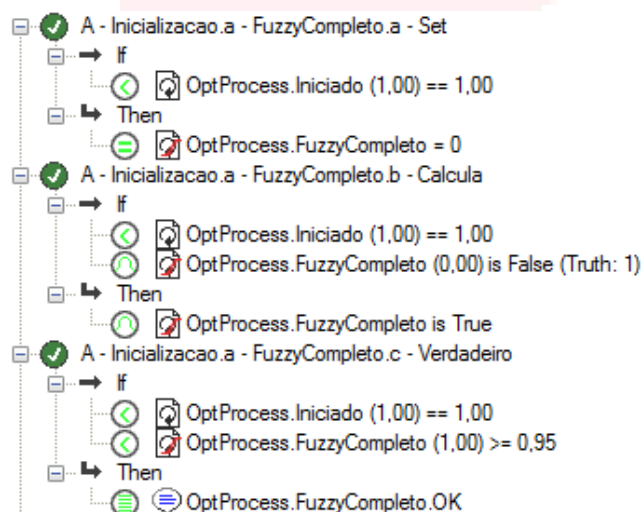 A - Inicializacao.a - FuzzyCompleto.a - Set
If
OptProcess.Iniciado (1,00) == 1,00
Then
OptProcess.FuzzyCompleto = 0
A - Inicializacao.a - FuzzyCompleto.b - Calcula
If
OptProcess.Iniciado (1,00) == 1,00
OptProcess.FuzzyCompleto (0,00) is False (Truth: 1)
Then
OptProcess.FuzzyCompleto is True
A - Inicializacao.a - FuzzyCompleto.c - Verdadeiro
If
OptProcess.Iniciado (1,00) == 1,00
OptProcess.FuzzyCompleto (1,00) >= 0,95
Then
OptProcess.FuzzyCompleto.OK